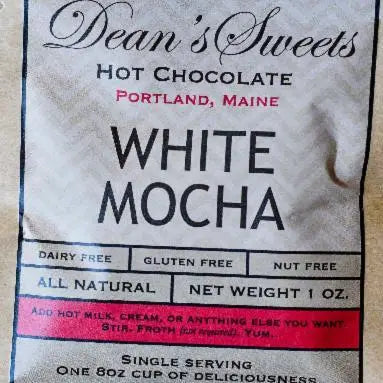 Dean's Sweets
HOT CHOCOLATE
PORTLAND, MAINE
WHITE
MOCHA
DAIRY FREE GLUTEN FREE NUT FREE
ALL NATURAL NET WEIGHT 1 OZ.
ADD HOT MILK, CREAM, OR ANYTHING ELSE YOU WANT.
STIR. FROTH (not required). YUM.
SINGLE SERVING
ONE 8OZ CUP OF DELICIOUSNESS